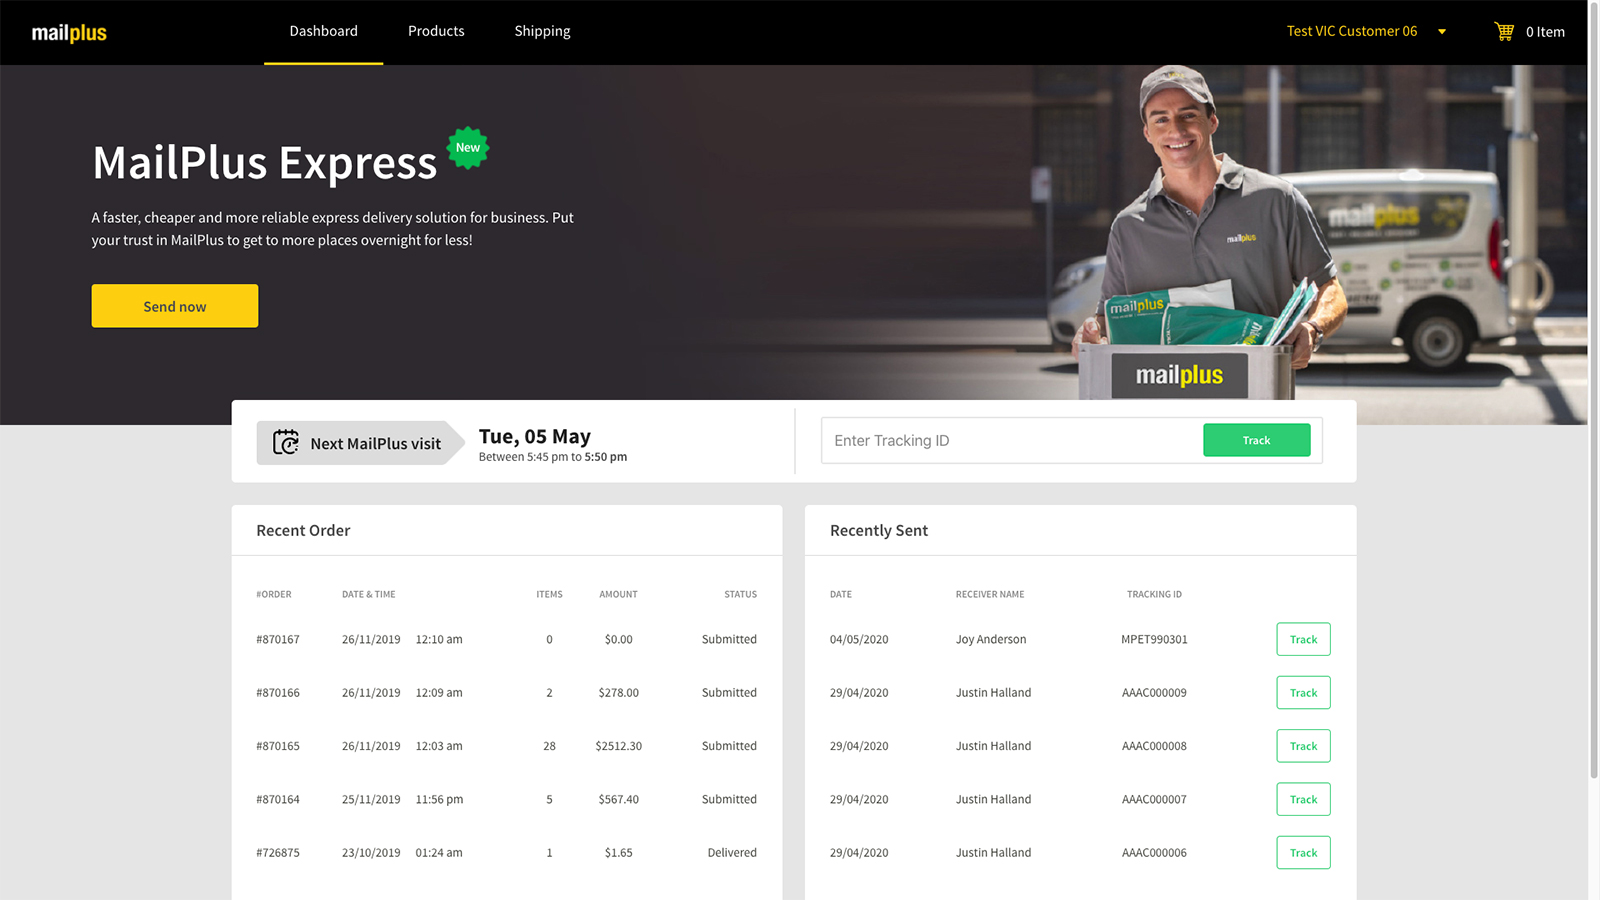 mailplus
Dashboard
Products
Shipping
Test VIC Customer 06
0 Item
MailPlus Express
New
A faster, cheaper and more reliable express delivery solution for business. Put
your trust in MailPlus to get to more places overnight for less!
Send now
mailplus
mailplus
mailplus
mailplus
Next MailPlus visit
Tue, 05 May
Between 5:45 pm to 5:50 pm
Enter Tracking ID
Track
Recent Order
#ORDER DATE & TIME ITEMS AMOUNT STATUS
#870167 26/11/2019 12:10 am 0 $0.00 Submitted
#870166 26/11/2019 12:09 am 2 $278.00 Submitted
#870165 26/11/2019 12:03 am 28 $2512.30 Submitted
#870164 25/11/2019 11:56 pm 5 $567.40 Submitted
#726875 23/10/2019 01:24 am 1 $1.65 Delivered
Recently Sent
DATE RECEIVER NAME TRACKING ID
04/05/2020 Joy Anderson MPET990301 Track
29/04/2020 Justin Halland AAAC000009 Track
29/04/2020 Justin Halland AAAC000008 Track
29/04/2020 Justin Halland AAAC000007 Track
29/04/2020 Justin Halland AAAC000006 Track